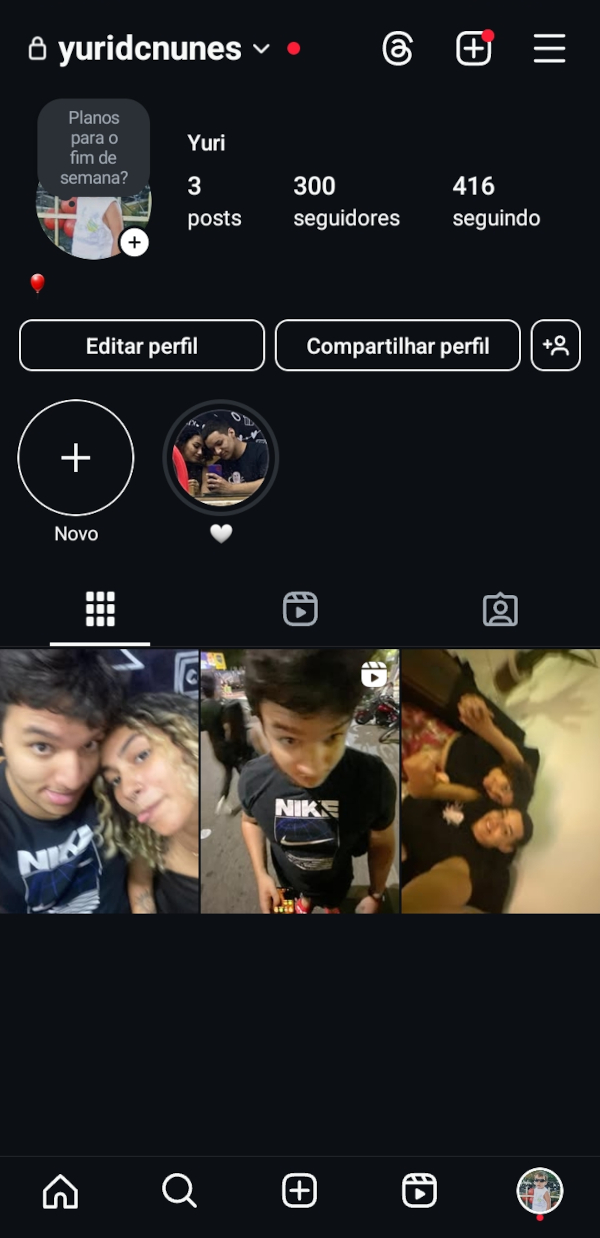 yuridcnunes
Planos
para o
fim de
semana?
Yuri
3
posts
300
seguidores
416
seguindo
Editar perfil
Compartilhar perfil
Novo
NIKE
NIKE